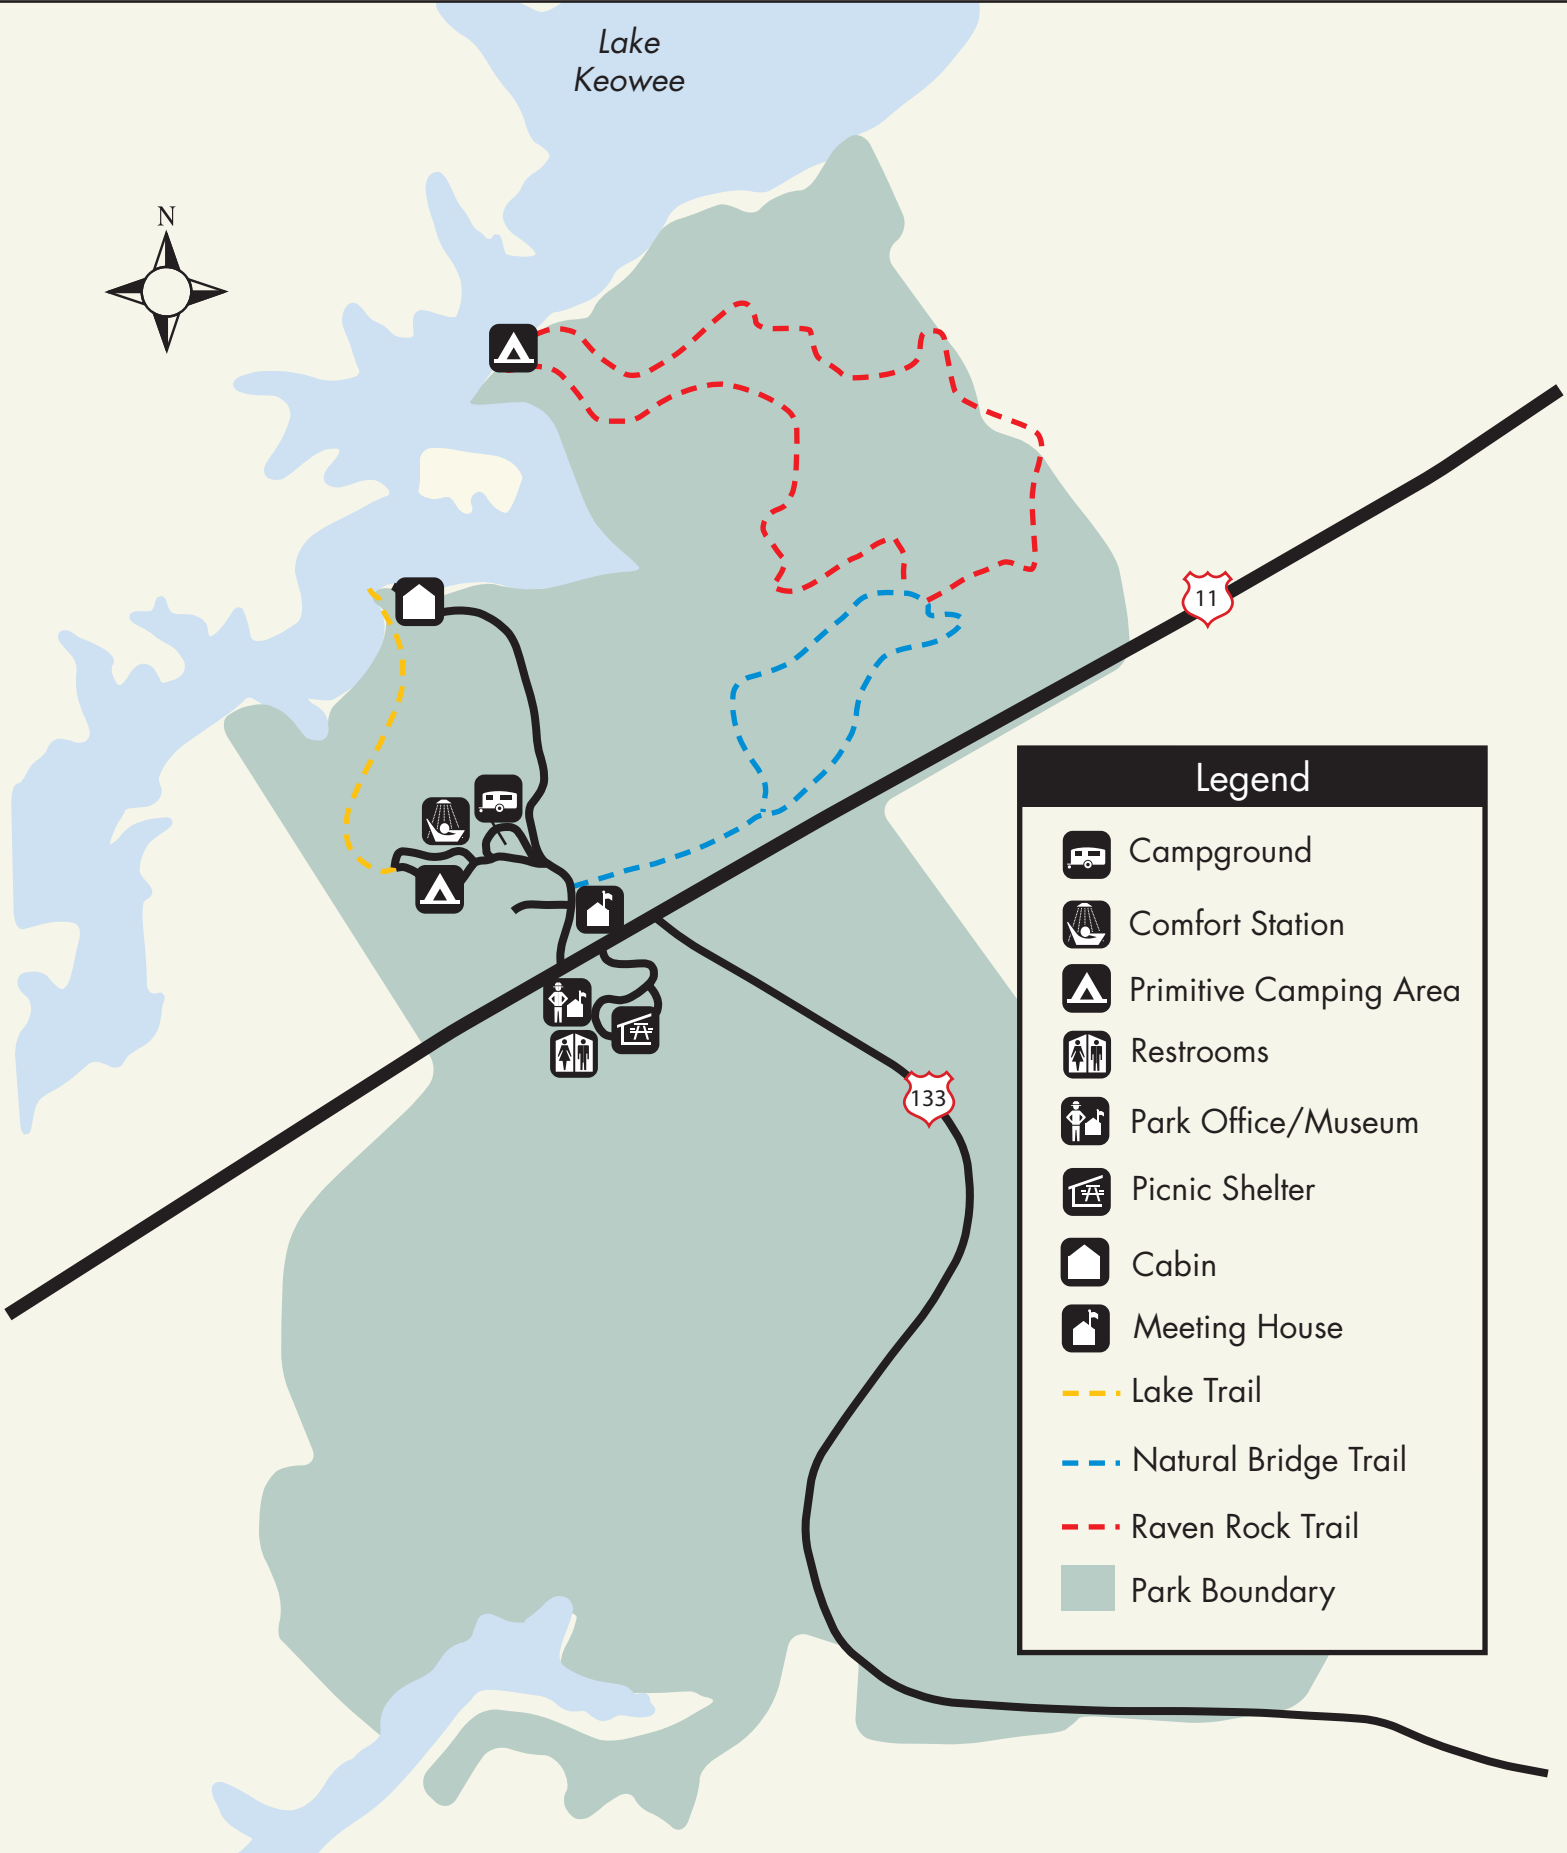 Lake
Keowee
N
11
Legend
Campground
Comfort Station
Primitive Camping Area
Restrooms
133
Park Office/Museum
Picnic Shelter
Cabin
Meeting House
Lake Trail
Natural Bridge Trail
Raven Rock Trail
Park Boundary